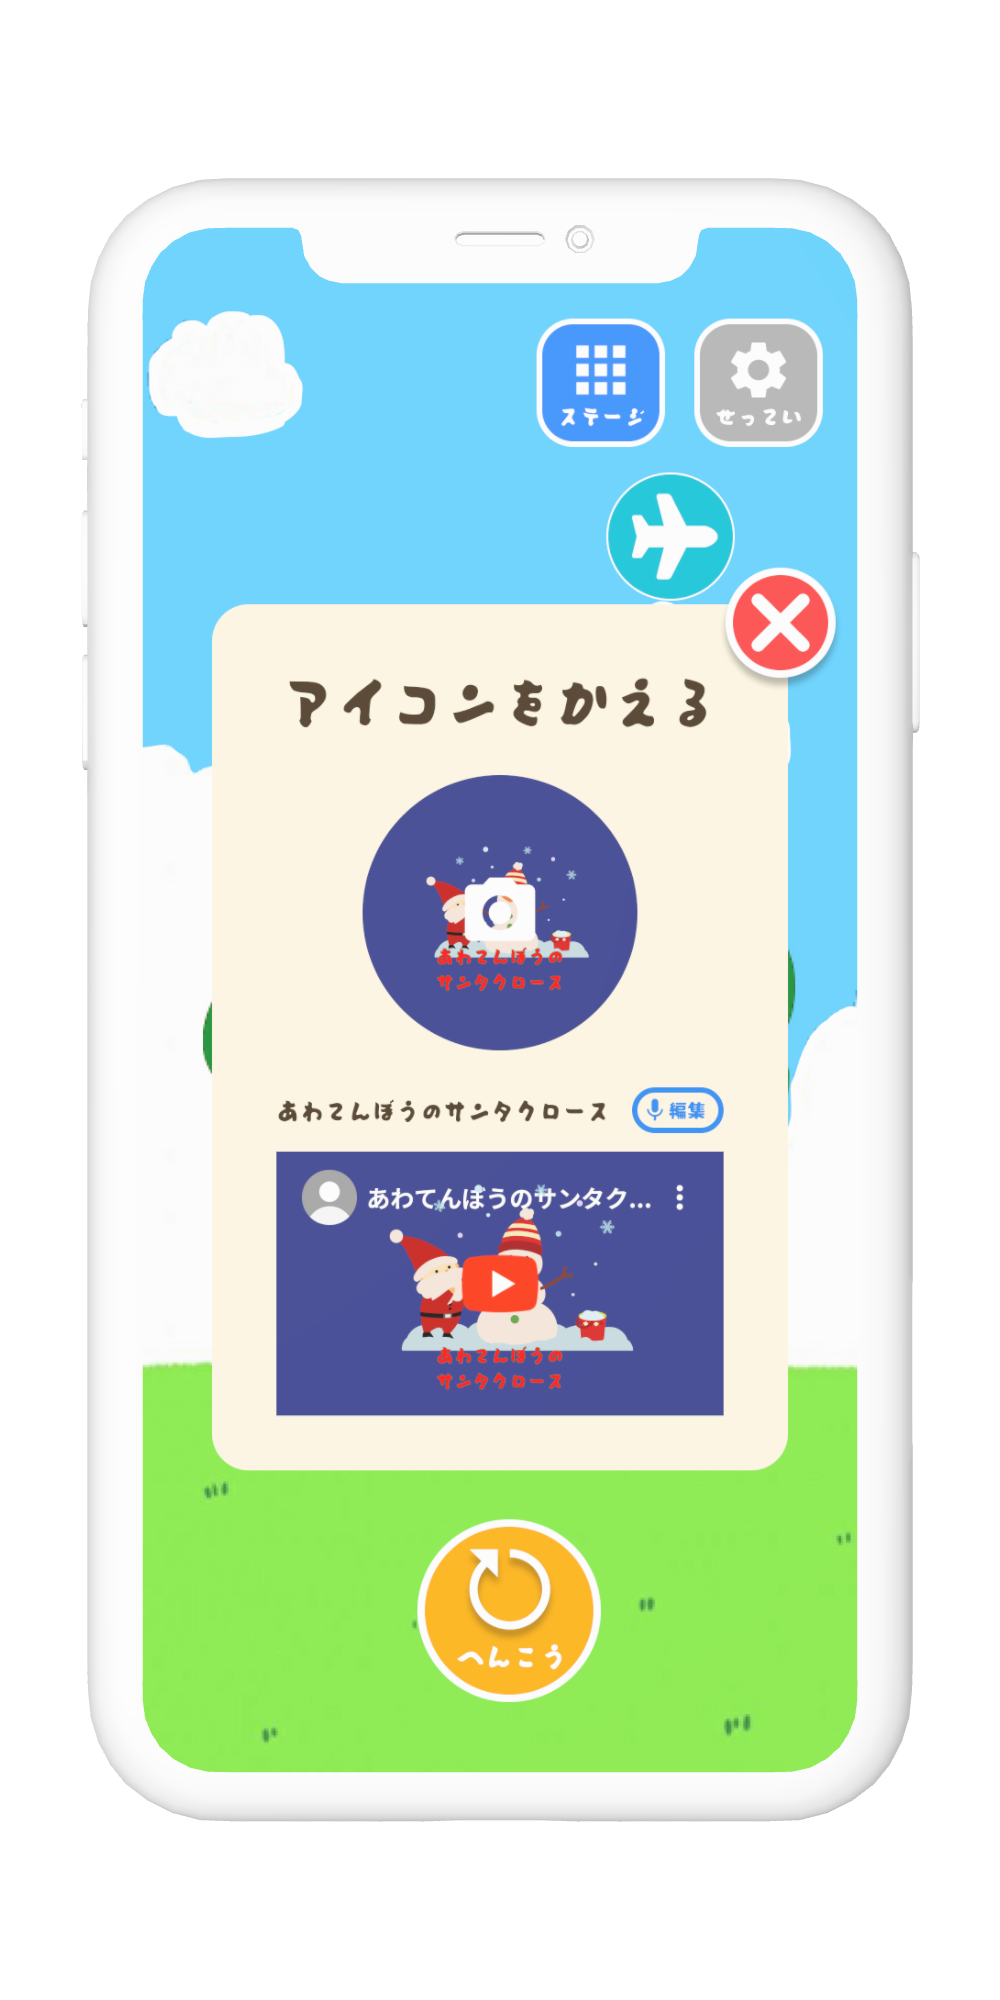 ステージ
せってい
アイコンをかえる
あわてんぼうの
サンタクロース
あわてんぼうのサンタクロース
編集
あわてんぼうのサンタク...
あわてんぼうの
サンタクロース
へんこう